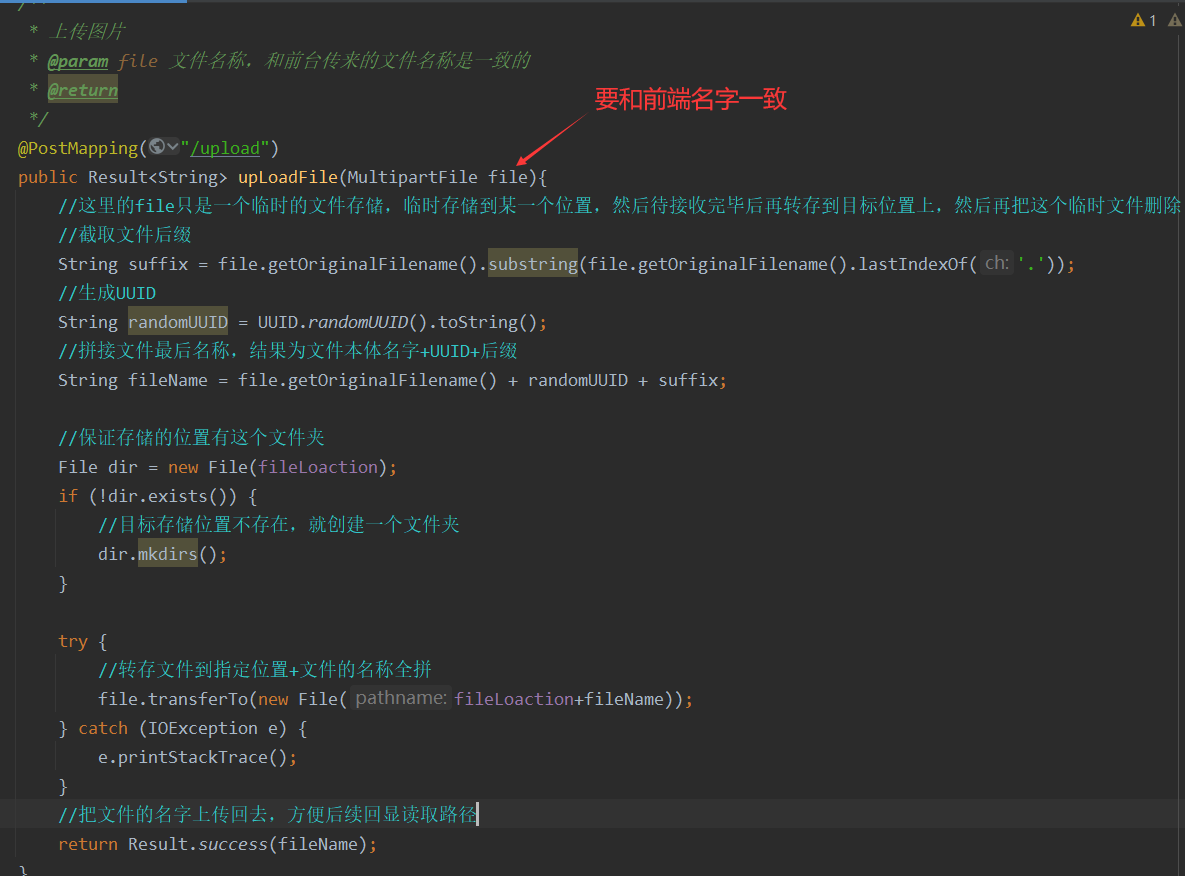 /**
* 上传图片
* @param file 文件名称，和前台传来的文件名称是一致的
* @return
*/
要和前端名字一致
@PostMapping("/upload")
public Result<String> upLoadFile(MultipartFile file){
//这里的file只是一个临时的文件存储，临时存储到某一个位置，然后待接收完毕后再转存到目标位置上，然后再把这个临时文件删除
//截取文件后缀
String suffix = file.getOriginalFilename().substring(file.getOriginalFilename().lastIndexOf( ch: '.'));
//生成UUID
String randomUUID = UUID.randomUUID().toString();
//拼接文件最后名称，结果为文件本体名字+UUID+后缀
String fileName = file.getOriginalFilename() + randomUUID + suffix;
//保证存储的位置有这个文件夹
File dir = new File(fileLoaction);
if (!dir.exists()) {
//目标存储位置不存在，就创建一个文件夹
dir.mkdirs();
}
try {
//转存文件到指定位置+文件的名称全拼
file.transferTo(new File( pathname: fileLoaction+fileName));
} catch (IOException e) {
e.printStackTrace();
}
//把文件的名字上传回去，方便后续回显读取路径
return Result.success(fileName);
}
1